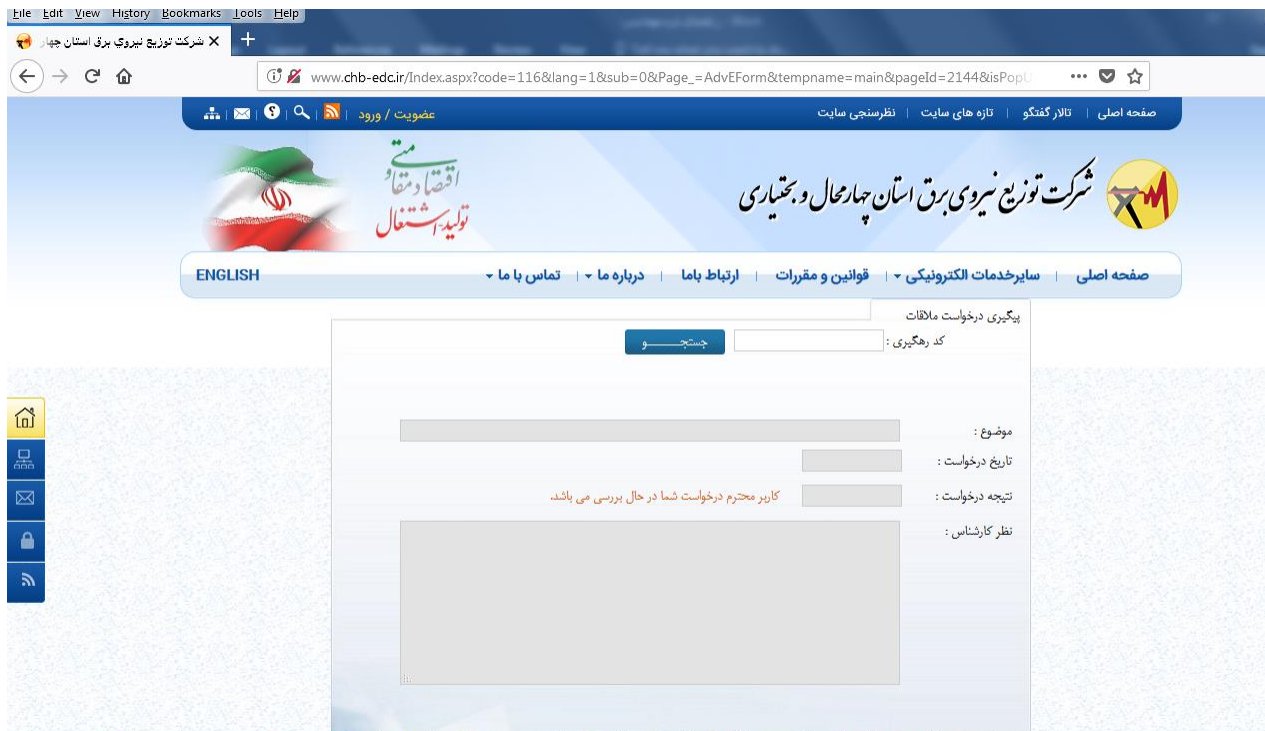 File Edit View History Bookmarks Tools Help
شرکت توزيع نيروي برق استان چهار
www.chb-edc.ir/Index.aspx?code=116&lang=1&sub=0&Page_=AdvEForm&tempname=main&pageId=2144&isPopU
صفحه اصلی | تالار گفتگو | تازه های سایت | نظرسنجی سایت
عضویت / ورود
شرکت توزیع نیروی برق استان چهارمحال و بختیاری
اقتصاد مقاومتی
تولید اشتغال
صفحه اصلی | سایرخدمات الکترونیکی | قوانین و مقررات | ارتباط باما | درباره ما | تماس با ما
ENGLISH
پیگیری درخواست ملاقات
کد رهگیری :
جستجـــــــو
موضوع :
تاریخ درخواست :
نتیجه درخواست :
کاربر محترم درخواست شما در حال بررسی می باشد.
نظر کارشناس :